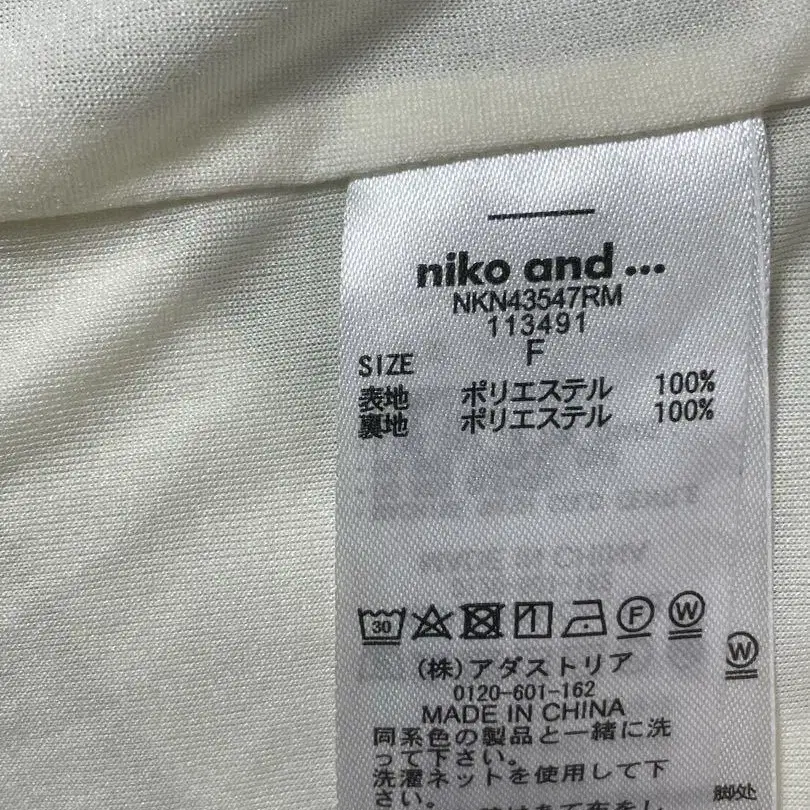 niko and ...
NKN43547RM
113491
SIZE F
表地 ポリエステル 100%
裏地 ポリエステル 100%
30
F
W
W
(株)アダストリア
0120-601-162
MADE IN CHINA
同系色の製品と一緒に洗
って下さい。
洗濯ネットを使用して下
さい。